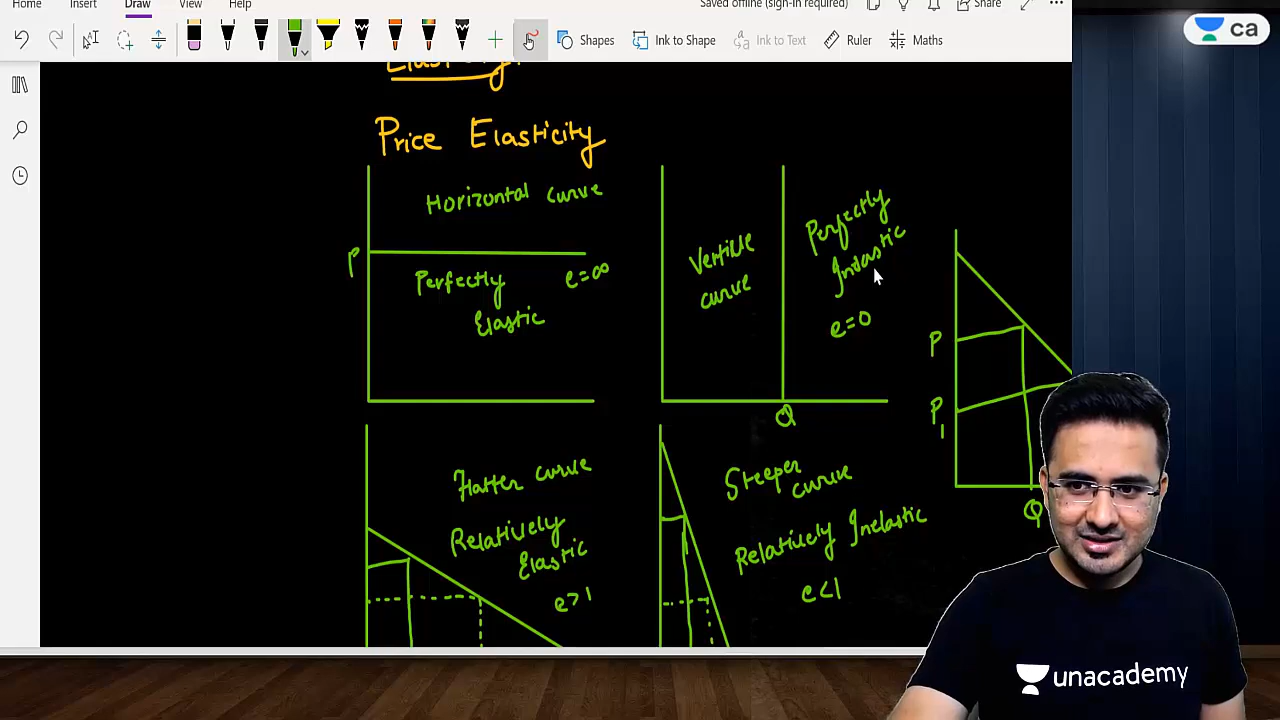 Home Insert Draw View Help
Saved offline (sign-in required) Share
Shapes Ink to Shape Ink to Text Ruler Maths
ca
Price Elasticity
Horizontal curve
P
Perfectly
Elastic
e=∞
Vertible
curve
Perfectly
Inelastic
e=0
Q
P
P1
Q
Flatter curve
Relatively
Elastic
e>1
Steeper
curve
Relatively Inelastic
e<1
unacademy